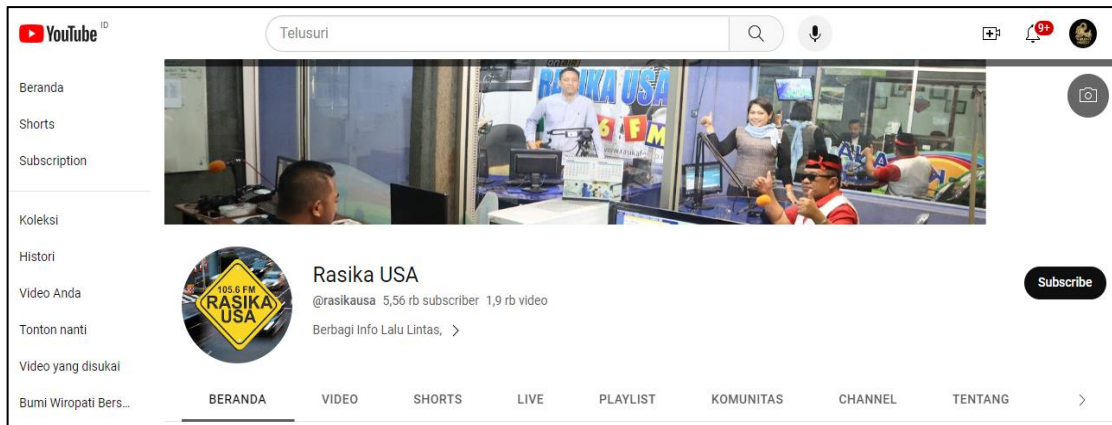 YouTube ID
Telusuri
9+
Beranda
Shorts
Subscription
Koleksi
Histori
Video Anda
Tonton nanti
Video yang disukai
Bumi Wiropati Bers...
RASIKA USA
6 FM
105.6 FM
RASIKA
USA
Rasika USA
@rasikausa 5,56 rb subscriber 1,9 rb video
Berbagi Info Lalu Lintas,
Subscribe
BERANDA VIDEO SHORTS LIVE PLAYLIST KOMUNITAS CHANNEL TENTANG